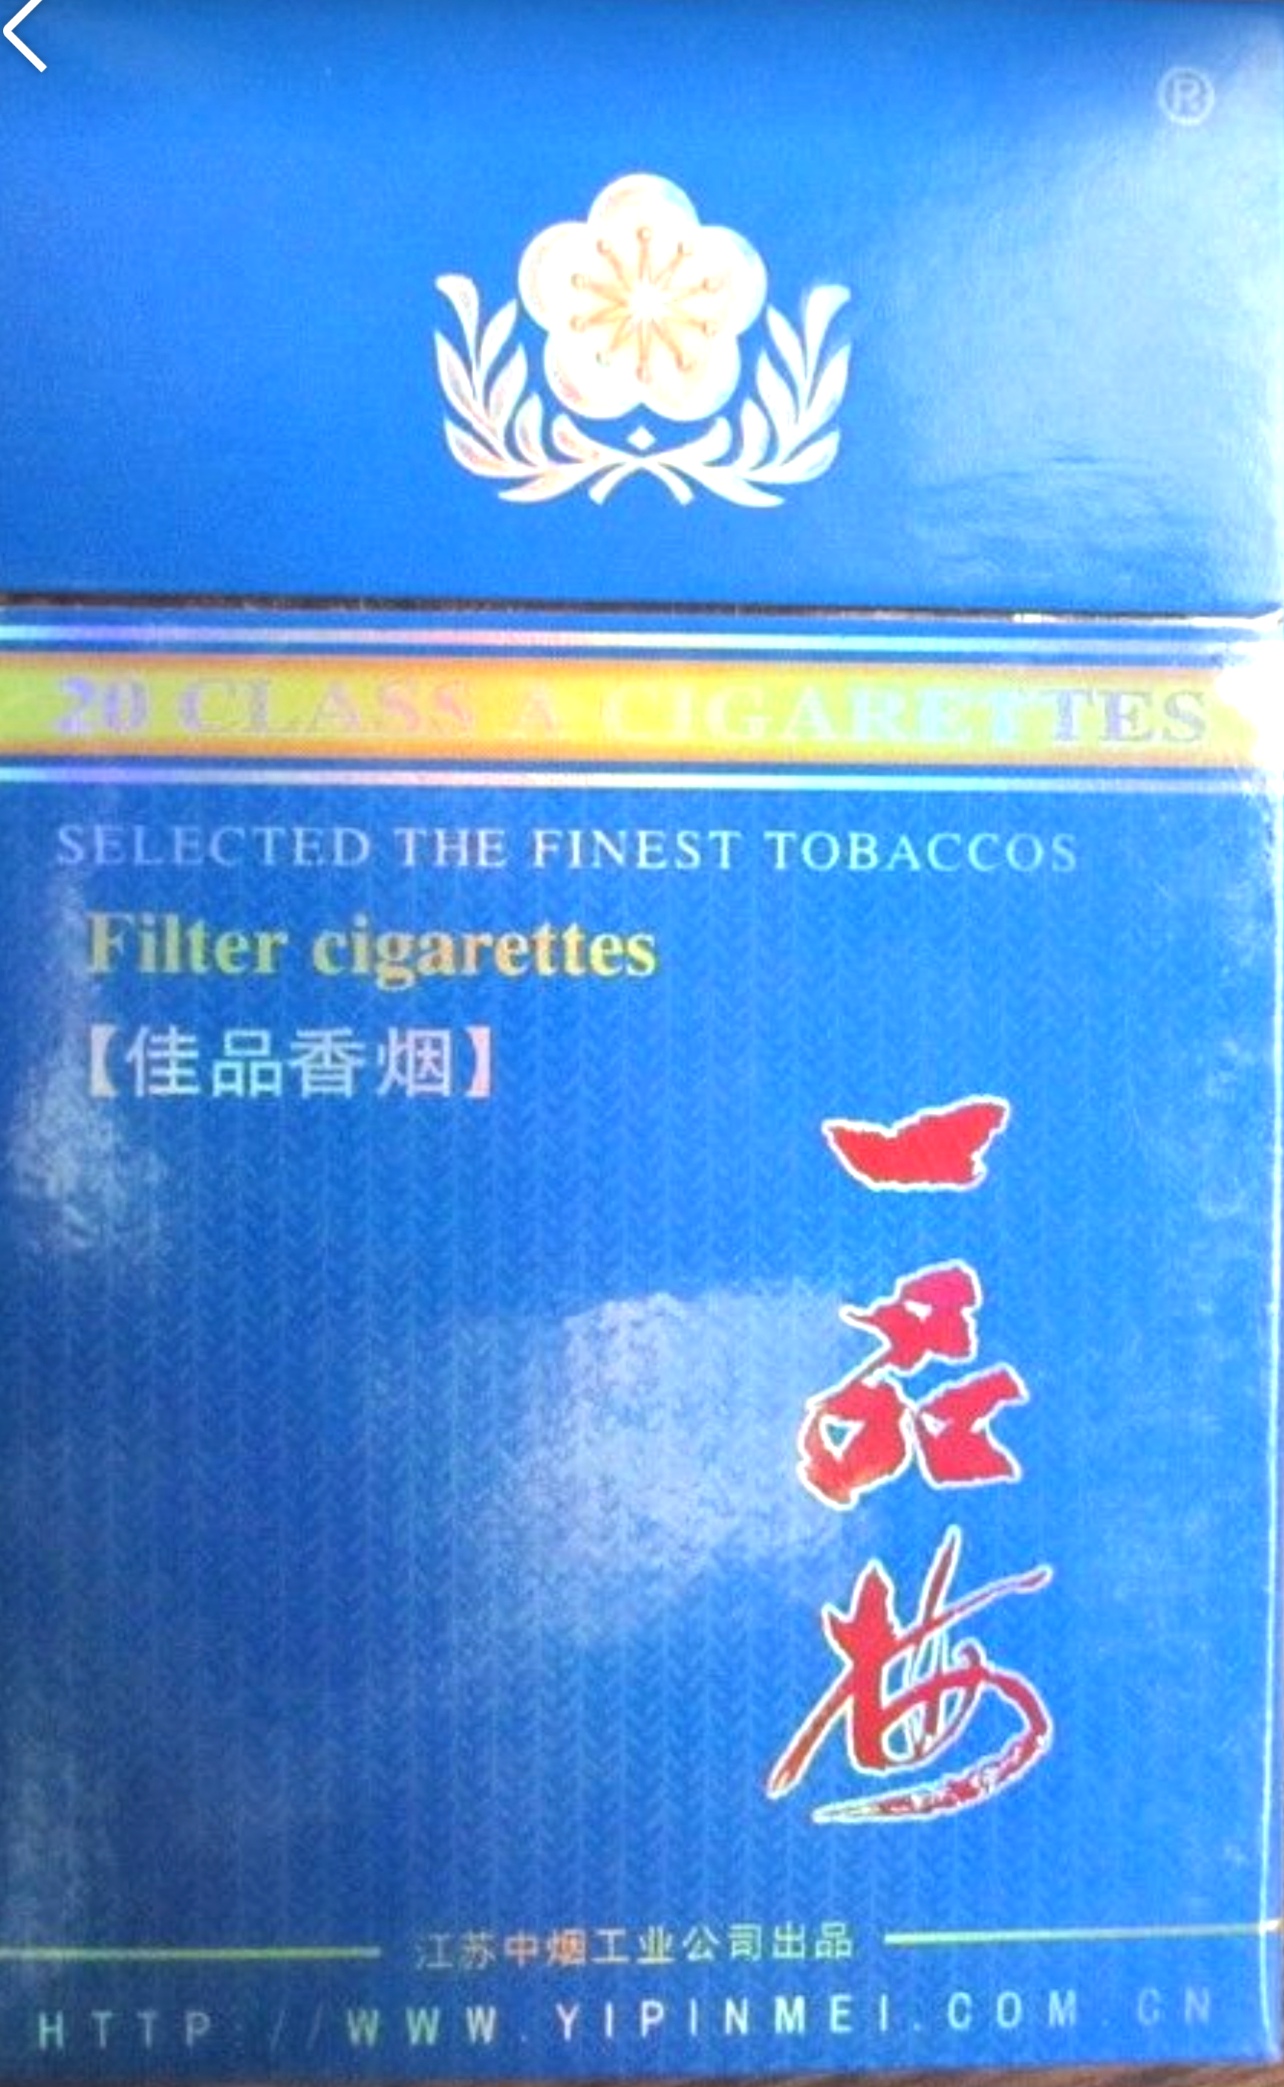 ®
20 CLASS A CIGARETTES
SELECTED THE FINEST TOBACCOS
Filter cigarettes
【佳品香烟】
一品梅
江苏中烟工业公司出品
HTTP://WWW.YIPINMEI.COM.CN